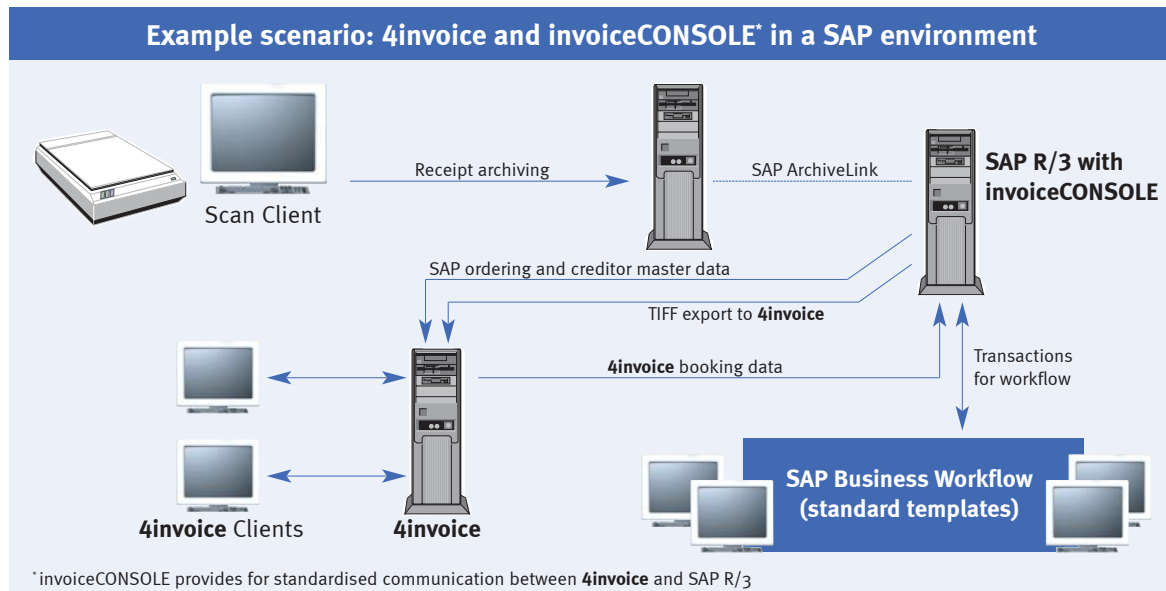 Example scenario: 4invoice and invoiceCONSOLE* in a SAP environment
Scan Client
Receipt archiving
SAP ArchiveLink
SAP R/3 with
invoiceCONSOLE
SAP ordering and creditor master data
TIFF export to 4invoice
4invoice booking data
Transactions
for workflow
4invoice Clients
4invoice
SAP Business Workflow
(standard templates)
*invoiceCONSOLE provides for standardised communication between 4invoice and SAP R/3